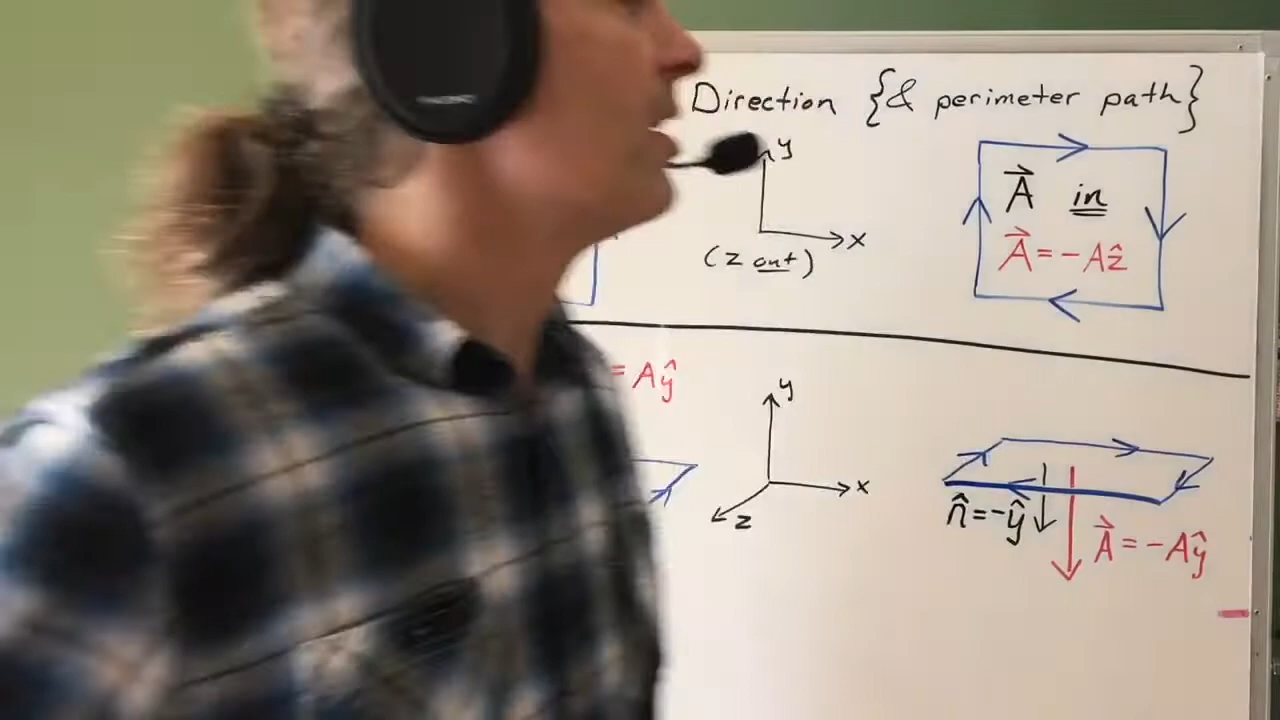 Direction {& perimeter path}
y
x
(z out)
A⃗ in
A⃗ = -Aẑ
= Aŷ
y
x
z
n̂ = -ŷ
A⃗ = -Aŷ